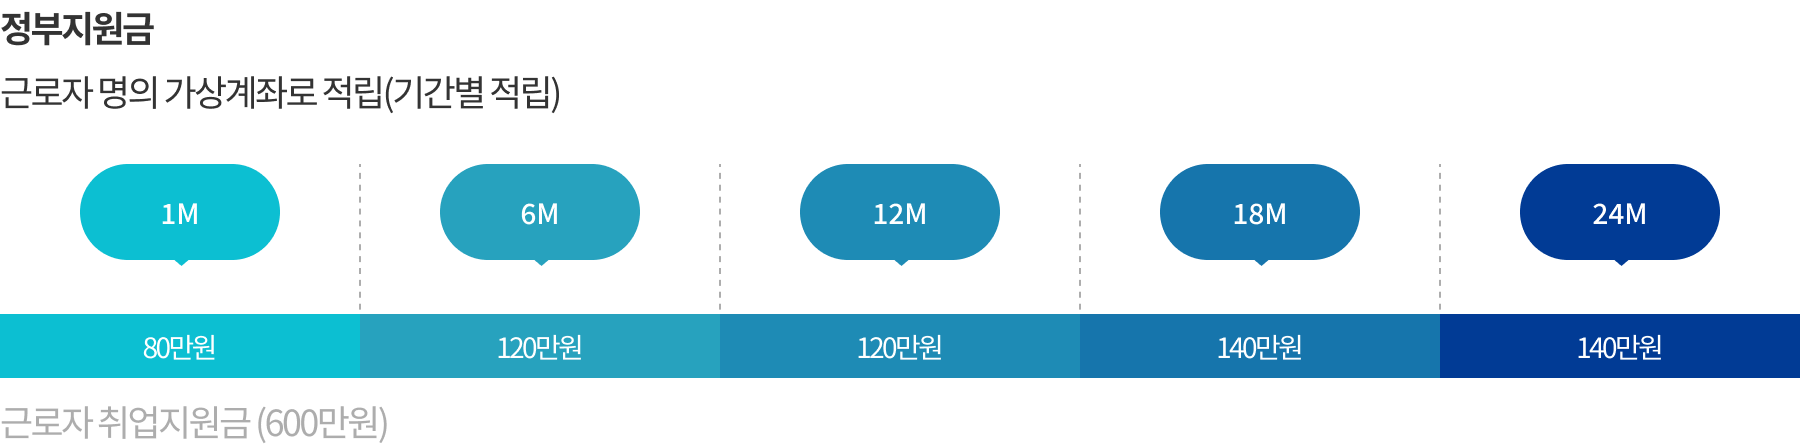 정부지원금
근로자 명의 가상계좌로 적립(기간별 적립)
1M 6M 12M 18M 24M
80만원 120만원 120만원 140만원 140만원
근로자 취업지원금 (600만원)